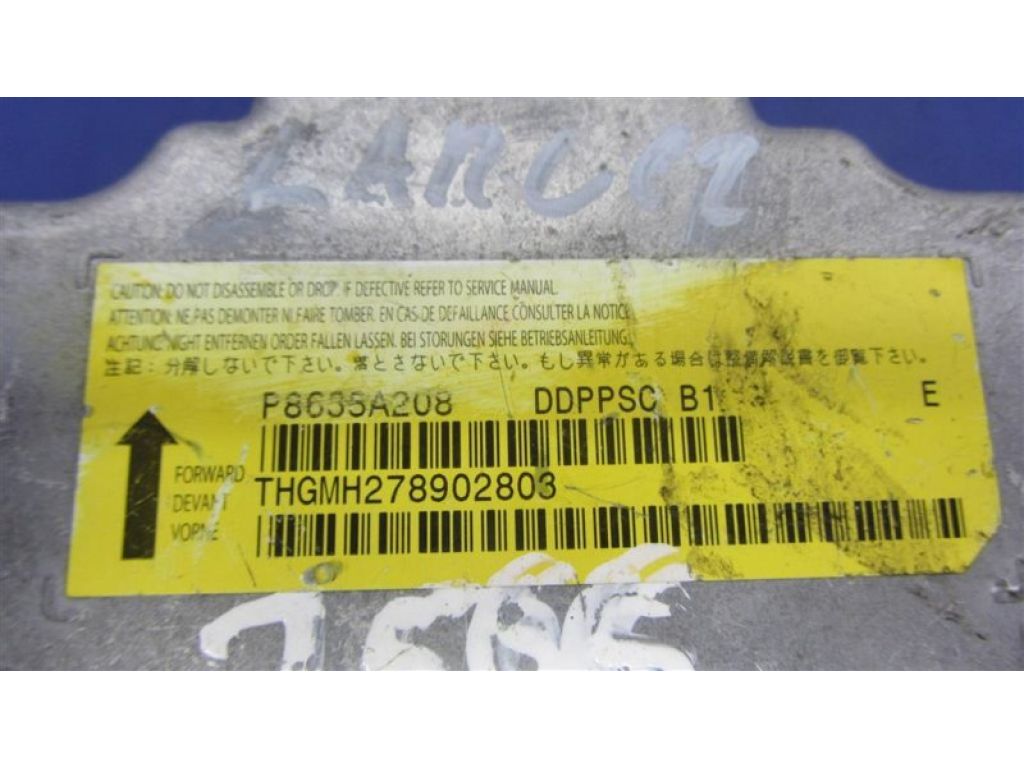 LANCER
CAUTION: DO NOT DISASSEMBLE OR DROP. IF DEFECTIVE REFER TO SERVICE MANUAL.
ATTENTION: NE PAS DEMONTER NI FAIRE TOMBER. EN CAS DE DEFAILLANCE CONSULTER LA NOTICE
ACHTUNG: NICHT ENTFERNEN ORDER FALLEN LASSEN. BEI STORUNGEN SIEHE BETRIEBSANLEITUNG.
注記: 分解しないで下さい。落とさないで下さい。もし異常がある場合は整備解説書を御覧下さい。
P8635A208 DDPPSC B1 E
FORWARD
THGMH278902803
DEVANT
VORNE